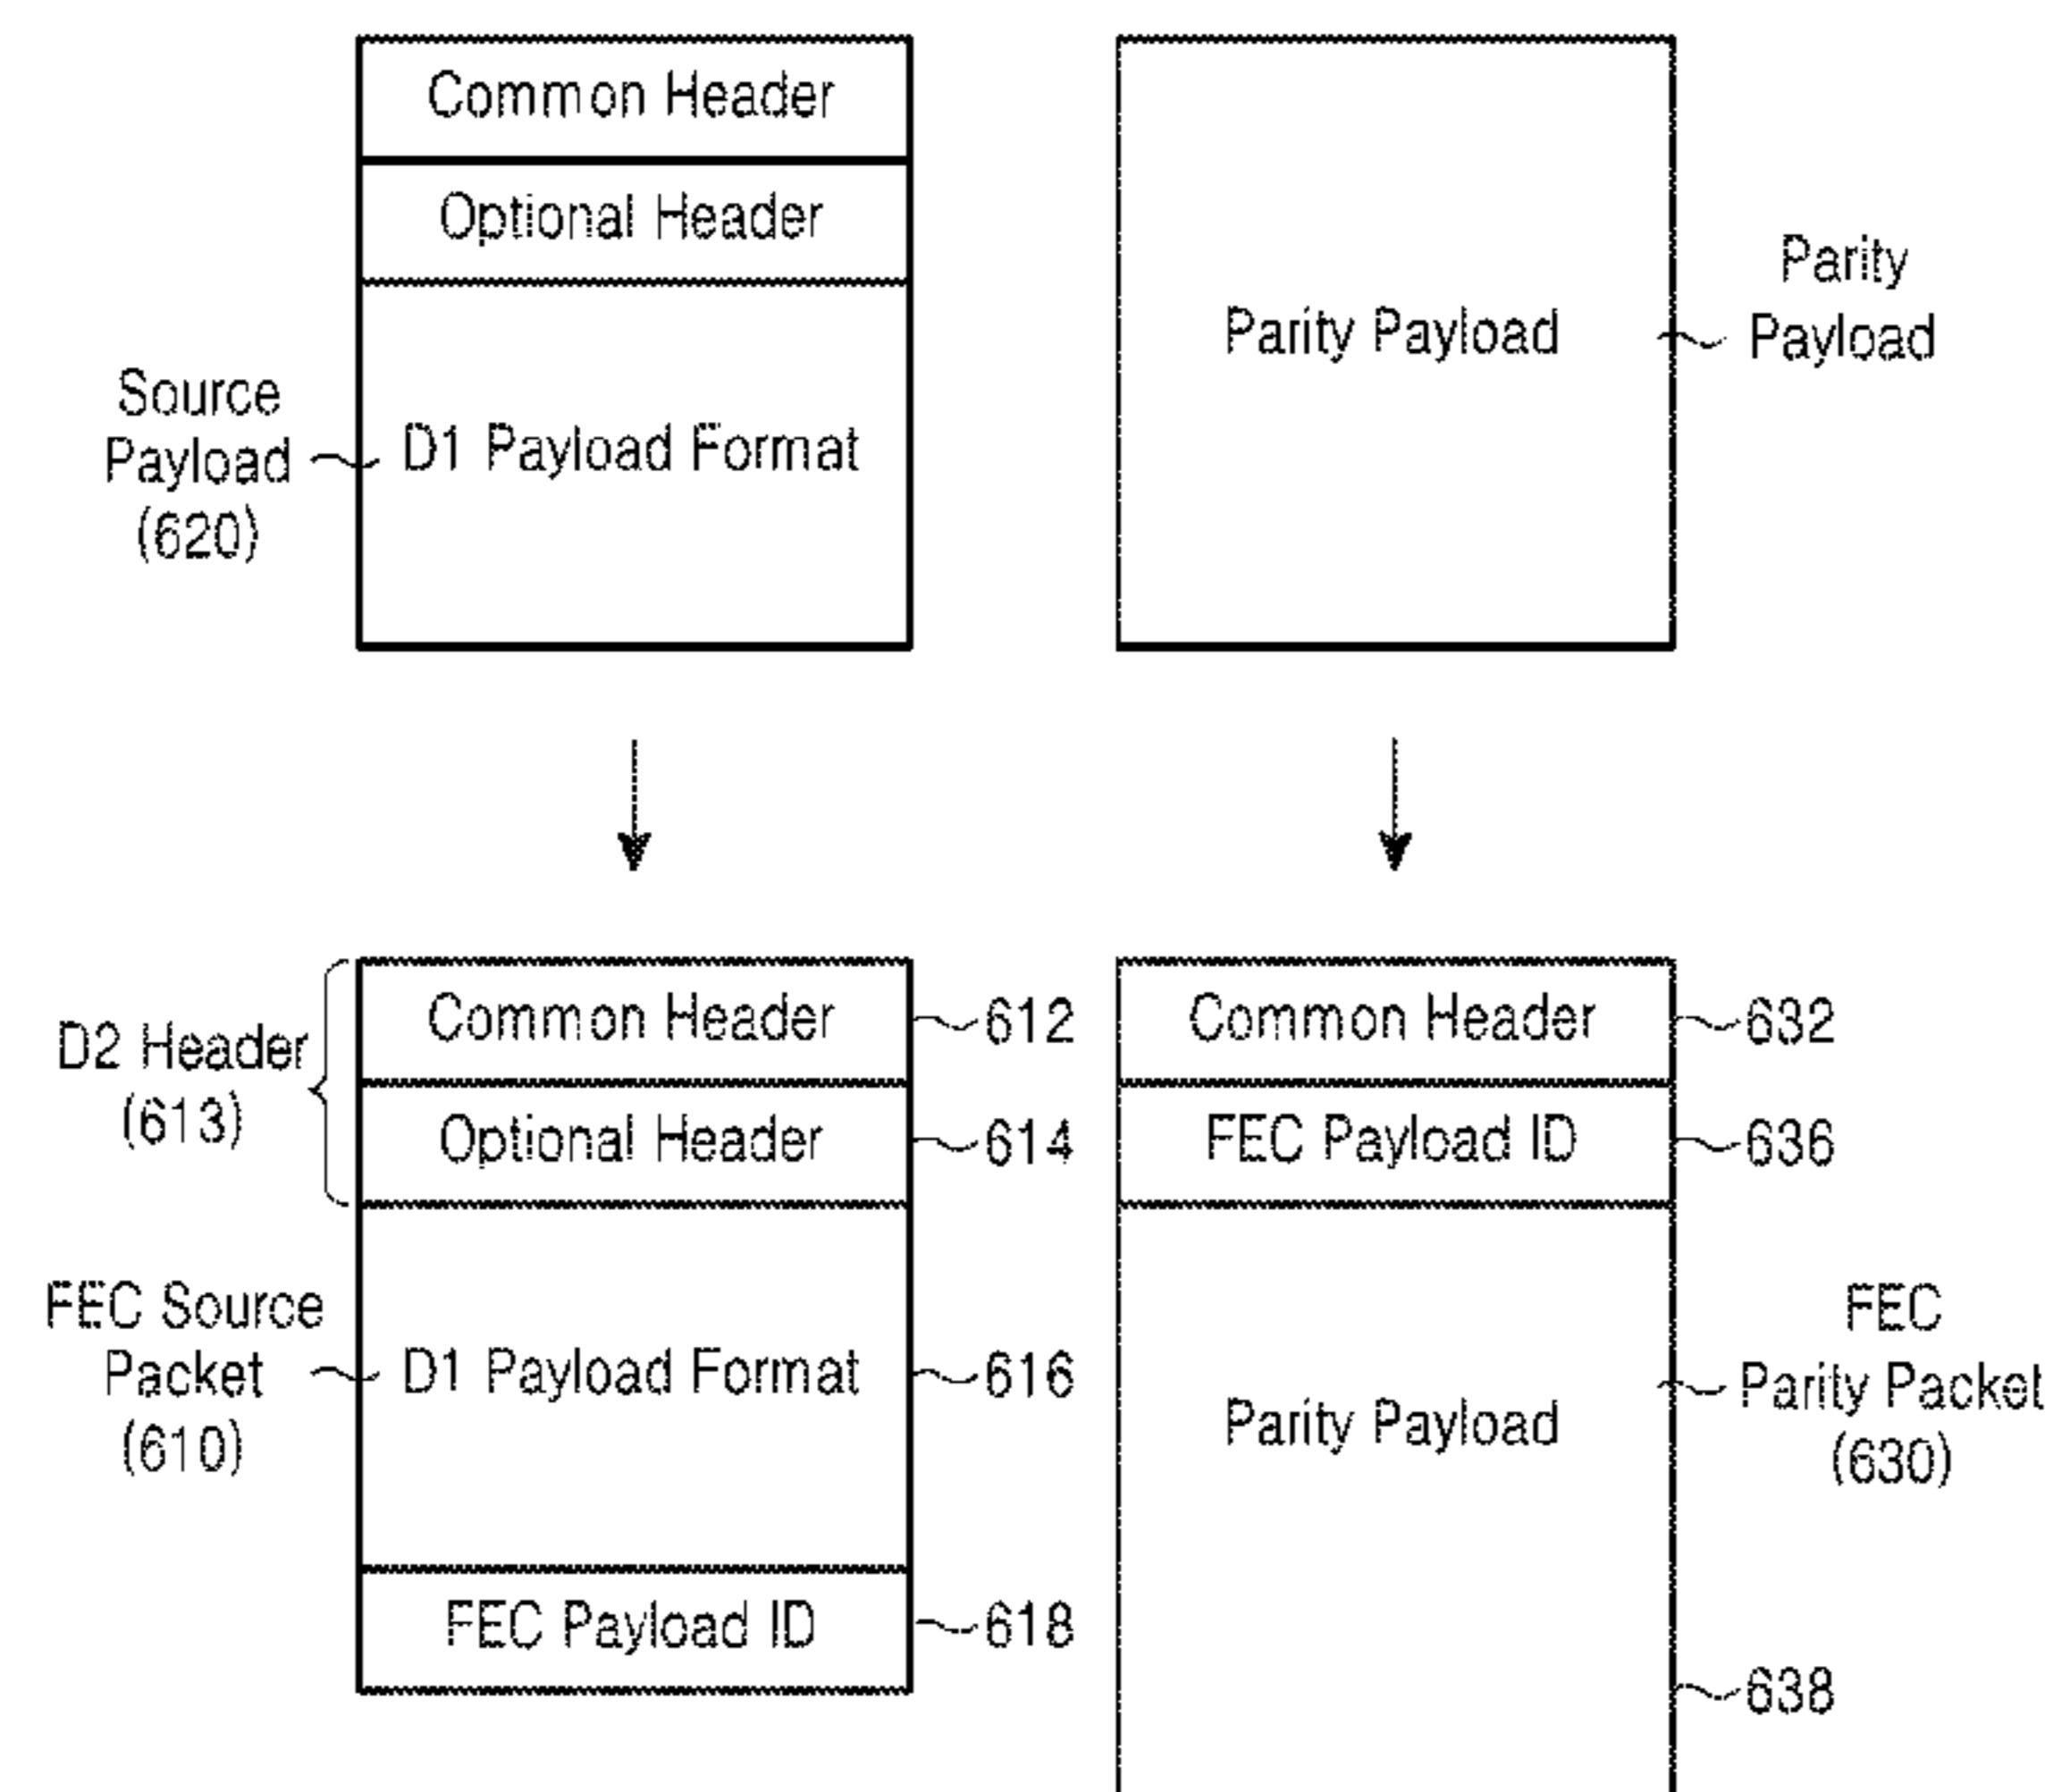 Common Header
Optional Header
Source
Payload
(620)
D1 Payload Format
Parity Payload
Parity
Payload
D2 Header
(613)
Common Header
612
Optional Header
614
FEC Source
Packet
(610)
D1 Payload Format
616
FEC Payload ID
618
Common Header
632
FEC Payload ID
636
Parity Payload
FEC
Parity Packet
(630)
638